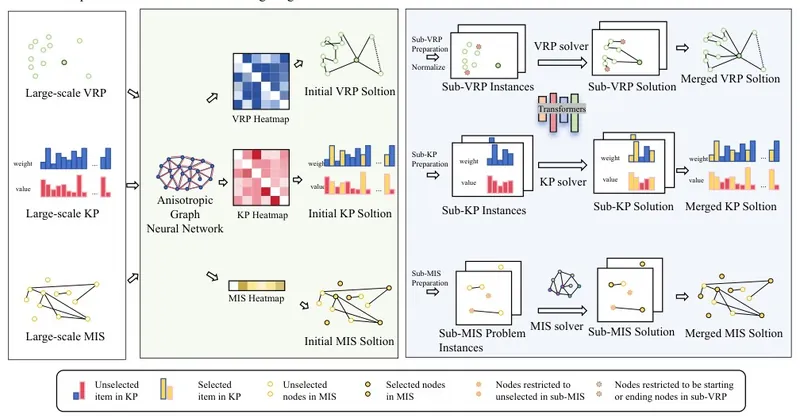 Large-scale VRP
weight
...
value
...
Large-scale KP
Large-scale MIS
Anisotropic
Graph
Neural Network
VRP Heatmap
Initial VRP Soltion
KP Heatmap
weight
...
value
...
Initial KP Soltion
MIS Heatmap
Initial MIS Soltion
Sub-VRP
Preparation
Normalize
Sub-VRP Instances
VRP solver
Sub-VRP Solution
Merged VRP Soltion
Transformers
Sub-KP
Preparation
weight
value
Sub-KP Instances
KP solver
weight
value
Sub-KP Solution
weight
...
value
...
Merged KP Soltion
Sub-MIS
Preparation
Sub-MIS Problem
Instances
MIS solver
Sub-MIS Solution
Merged MIS Soltion
Unselected
item in KP
Selected
item in KP
Unselected
nodes in MIS
Selected nodes
in MIS
Nodes restricted to
unselected in sub-MIS
Nodes restricted to be starting
or ending nodes in sub-VRP